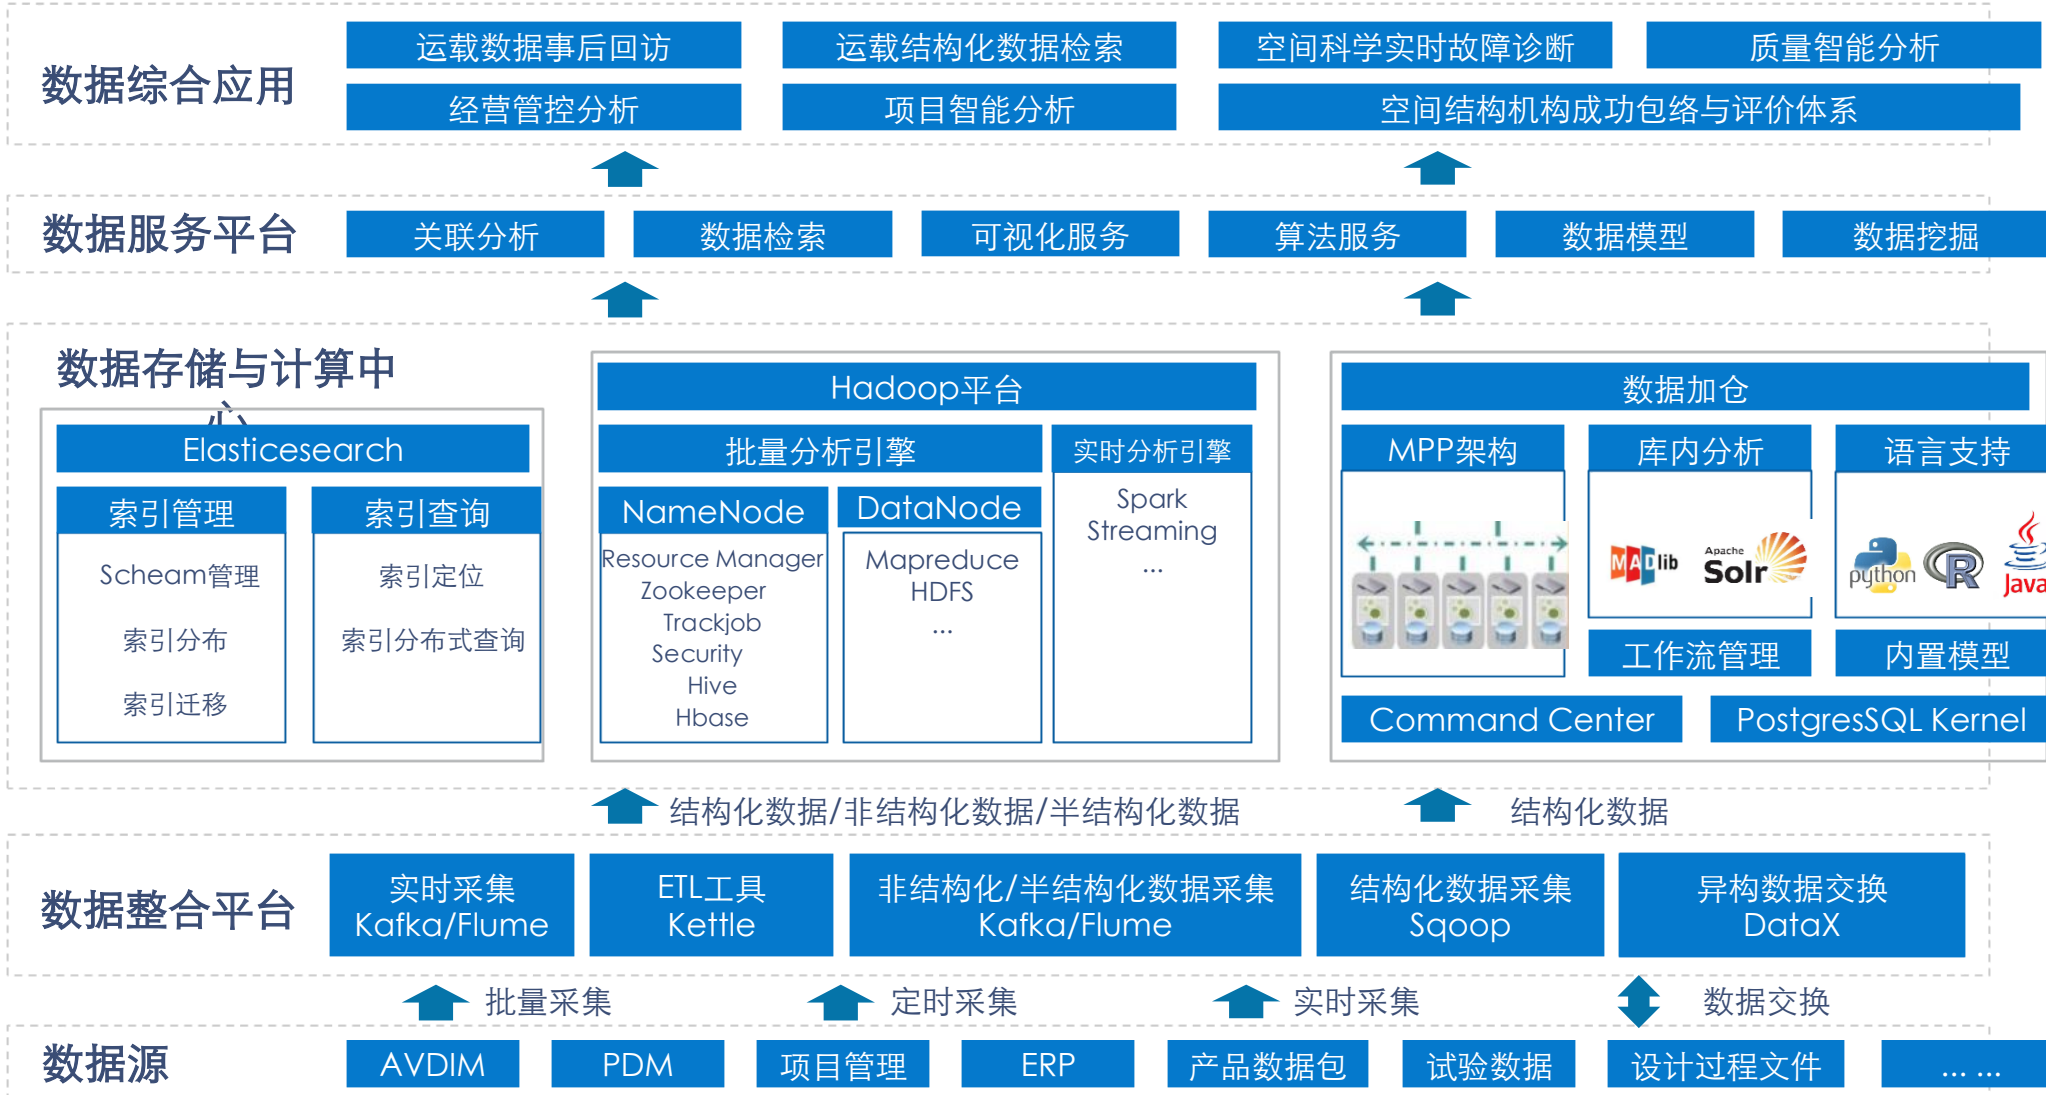 数据综合应用
运载数据事后回访
运载结构化数据检索
空间科学实时故障诊断
质量智能分析
经营管控分析
项目智能分析
空间结构机构成功包络与评价体系
数据服务平台
关联分析
数据检索
可视化服务
算法服务
数据模型
数据挖掘
数据存储与计算中
心
Elasticesearch
索引管理
Scheam管理
索引分布
索引迁移
索引查询
索引定位
索引分布式查询
Hadoop平台
批量分析引擎
NameNode
Resource Manager
Zookeeper
Trackjob
Security
Hive
Hbase
DataNode
Mapreduce
HDFS
...
实时分析引擎
Spark
Streaming
...
数据加仓
MPP架构
库内分析
MADlib
Apache
Solr
语言支持
python
R
Java
工作流管理
内置模型
Command Center
PostgresSQL Kernel
结构化数据/非结构化数据/半结构化数据
结构化数据
数据整合平台
实时采集
Kafka/Flume
ETL工具
Kettle
非结构化/半结构化数据采集
Kafka/Flume
结构化数据采集
Sqoop
异构数据交换
DataX
批量采集
定时采集
实时采集
数据交换
数据源
AVDIM
PDM
项目管理
ERP
产品数据包
试验数据
设计过程文件
... ...